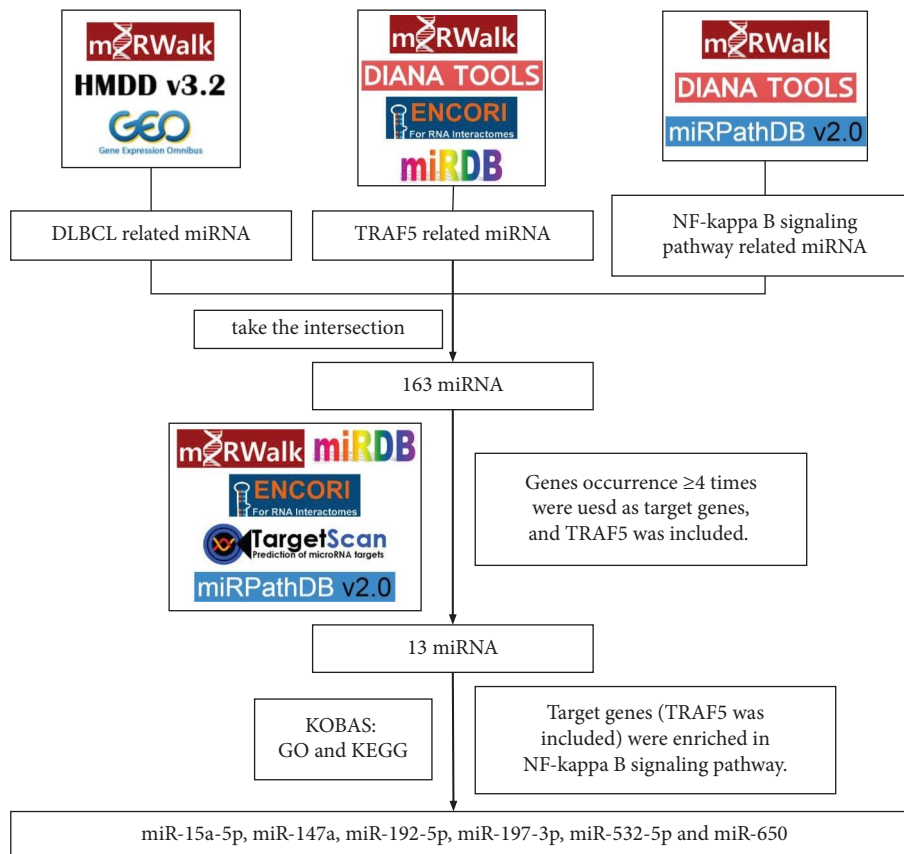 miRWalk
HMDD v3.2
GEO
Gene Expression Omnibus
miRWalk
DIANA TOOLS
ENCORI
For RNA Interactomes
miRDB
miRWalk
DIANA TOOLS
miRPathDB v2.0
DLBCL related miRNA
TRAF5 related miRNA
NF-kappa B signaling
pathway related miRNA
take the intersection
163 miRNA
miRWalk
miRDB
ENCORI
For RNA Interactomes
TargetScan
Prediction of microRNA targets
miRPathDB v2.0
Genes occurrence ≥4 times
were uesd as target genes,
and TRAF5 was included.
13 miRNA
KOBAS:
GO and KEGG
Target genes (TRAF5 was
included) were enriched in
NF-kappa B signaling pathway.
miR-15a-5p, miR-147a, miR-192-5p, miR-197-3p, miR-532-5p and miR-650